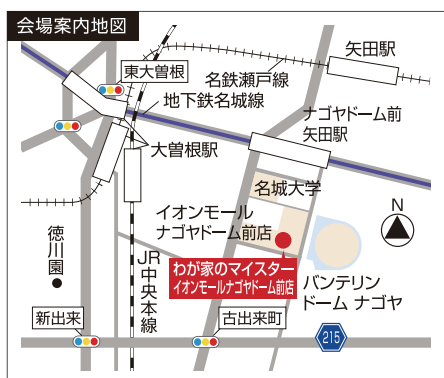 会場案内地図
矢田駅
東大曽根
名鉄瀬戸線
地下鉄名城線
ナゴヤドーム前
矢田駅
大曽根駅
名城大学
イオンモール
ナゴヤドーム前店
N
徳川園
JR中央本線
わが家のマイスター
イオンモールナゴヤドーム前店
バンテリン
ドーム ナゴヤ
新出来
古出来町
215